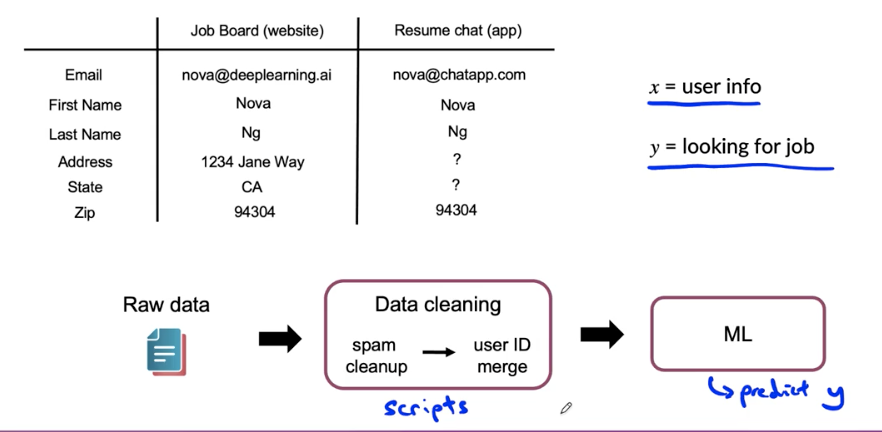 Job Board (website) Resume chat (app)
Email nova@deeplearning.ai nova@chatapp.com
First Name Nova Nova
Last Name Ng Ng
Address 1234 Jane Way ?
State CA ?
Zip 94304 94304
x = user info
y = looking for job
Raw data
Data cleaning
spam cleanup
user ID merge
scripts
ML
predict y